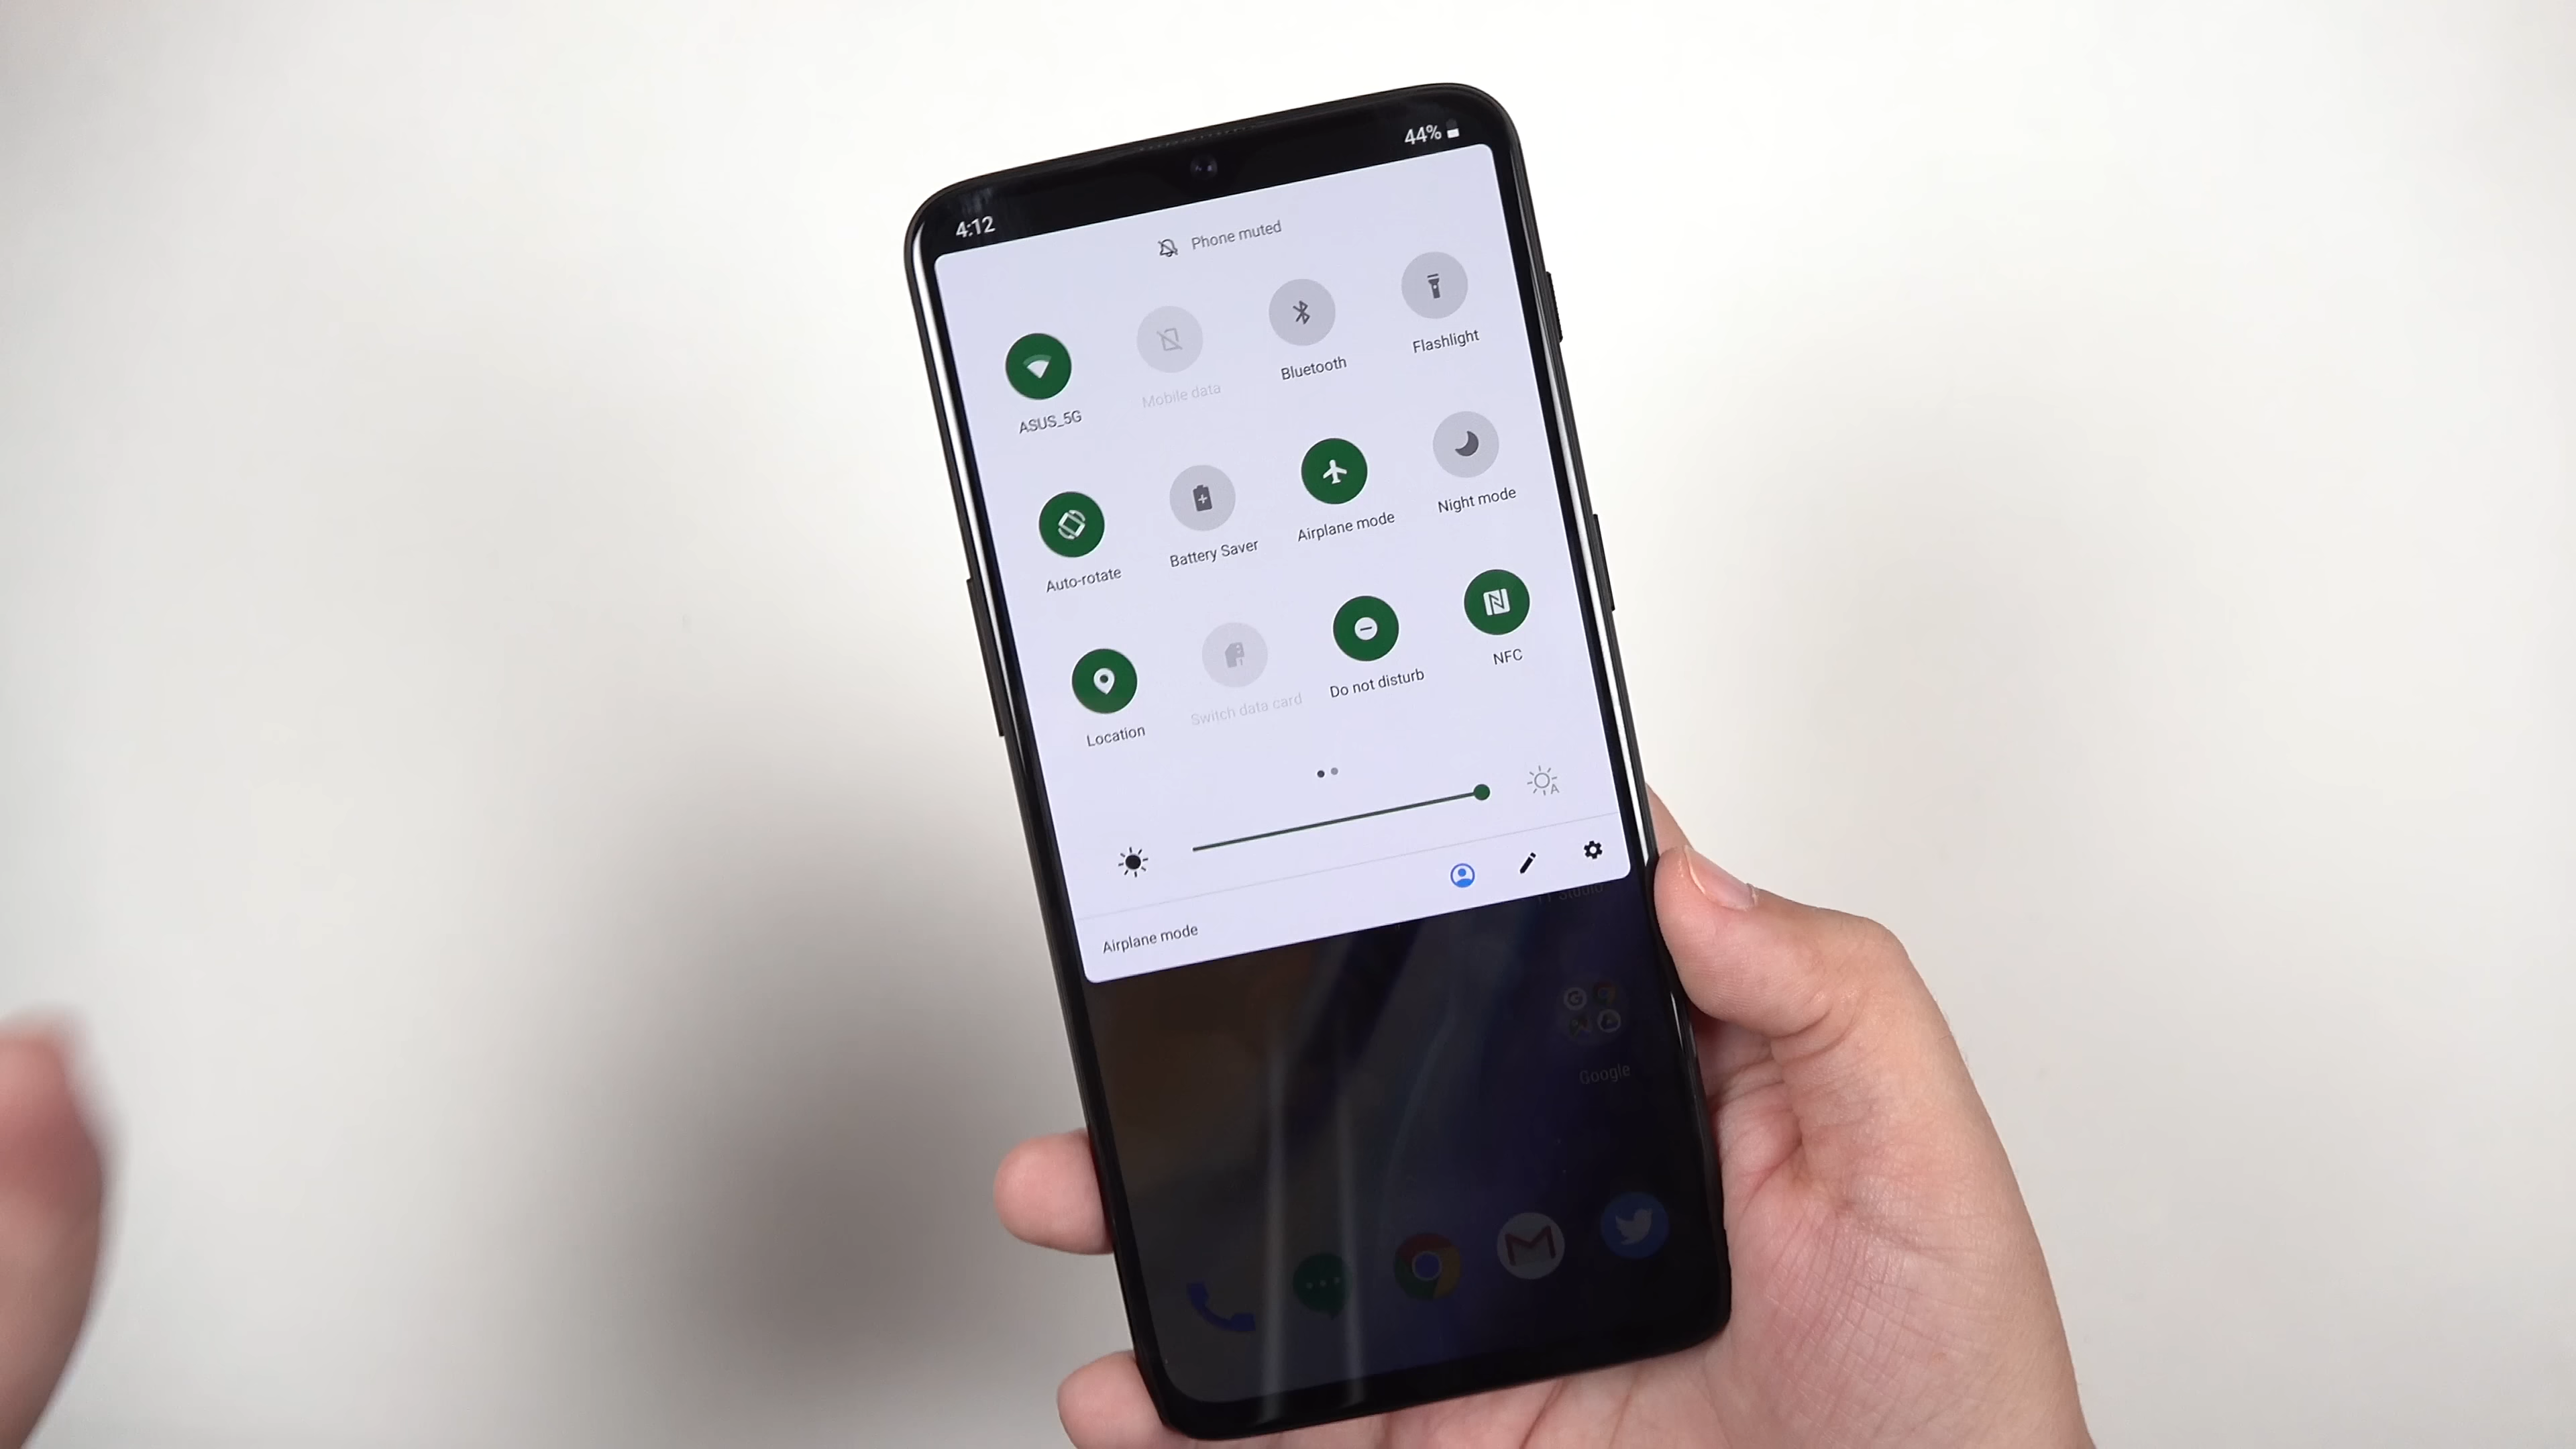 4:12
44%
Phone muted
ASUS_5G
Mobile data
Bluetooth
Flashlight
Auto-rotate
Battery Saver
Airplane mode
Night mode
Location
Switch data card
Do not disturb
NFC
Airplane mode
Google